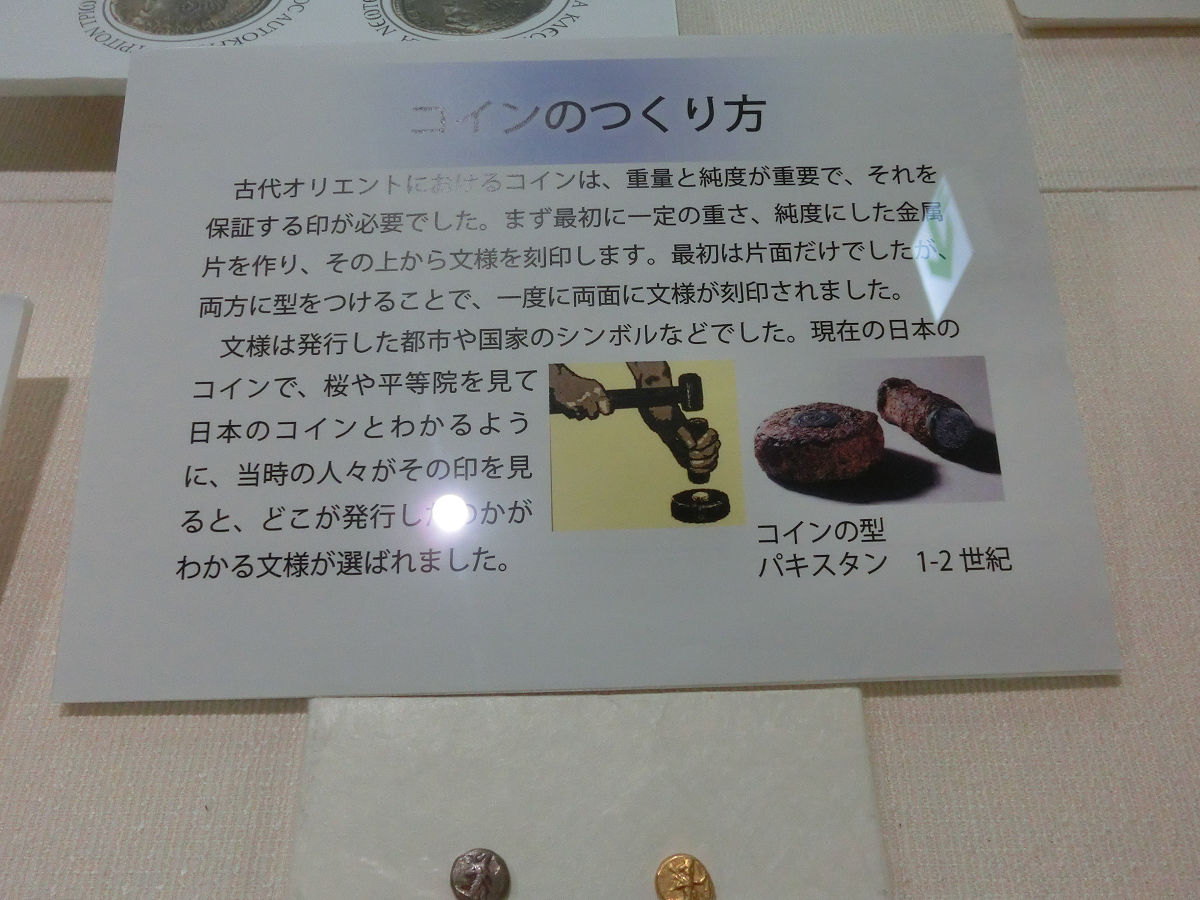 コインのつくり方
古代オリエントにおけるコインは、重量と純度が重要で、それを
保証する印が必要でした。まず最初に一定の重さ、純度にした金属
片を作り、その上から文様を刻印します。最初は片面だけでしたが、
両方に型をつけることで、一度に両面に文様が刻印されました。
文様は発行した都市や国家のシンボルなどでした。現在の日本の
コインで、桜や平等院を見て
日本のコインとわかるよう
に、当時の人々がその印を見
ると、どこが発行したのかが
わかる文様が選ばれました。
コインの型
パキスタン 1-2 世紀